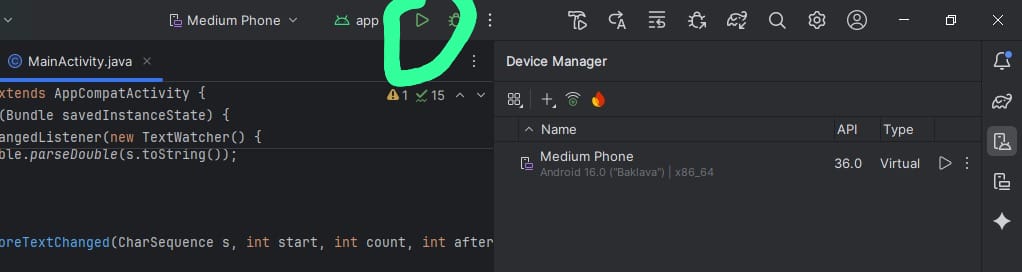 Medium Phone
app
MainActivity.java
Device Manager
xtends AppCompatActivity {
1 15
(Bundle savedInstanceState) {
angedListener(new TextWatcher() {
ble.parseDouble(s.toString());
oreTextChanged(CharSequence s, int start, int count, int after
Name API Type
Medium Phone 36.0 Virtual
Android 16.0 ("Baklava") | x86_64